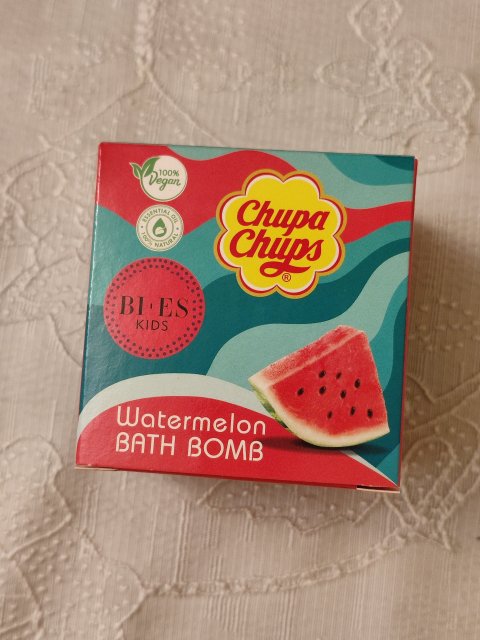 100%
Vegan
ESSENTIAL OIL
100% NATURAL
Chupa
Chups
®
BI·ES
KIDS
Watermelon
BATH BOMB